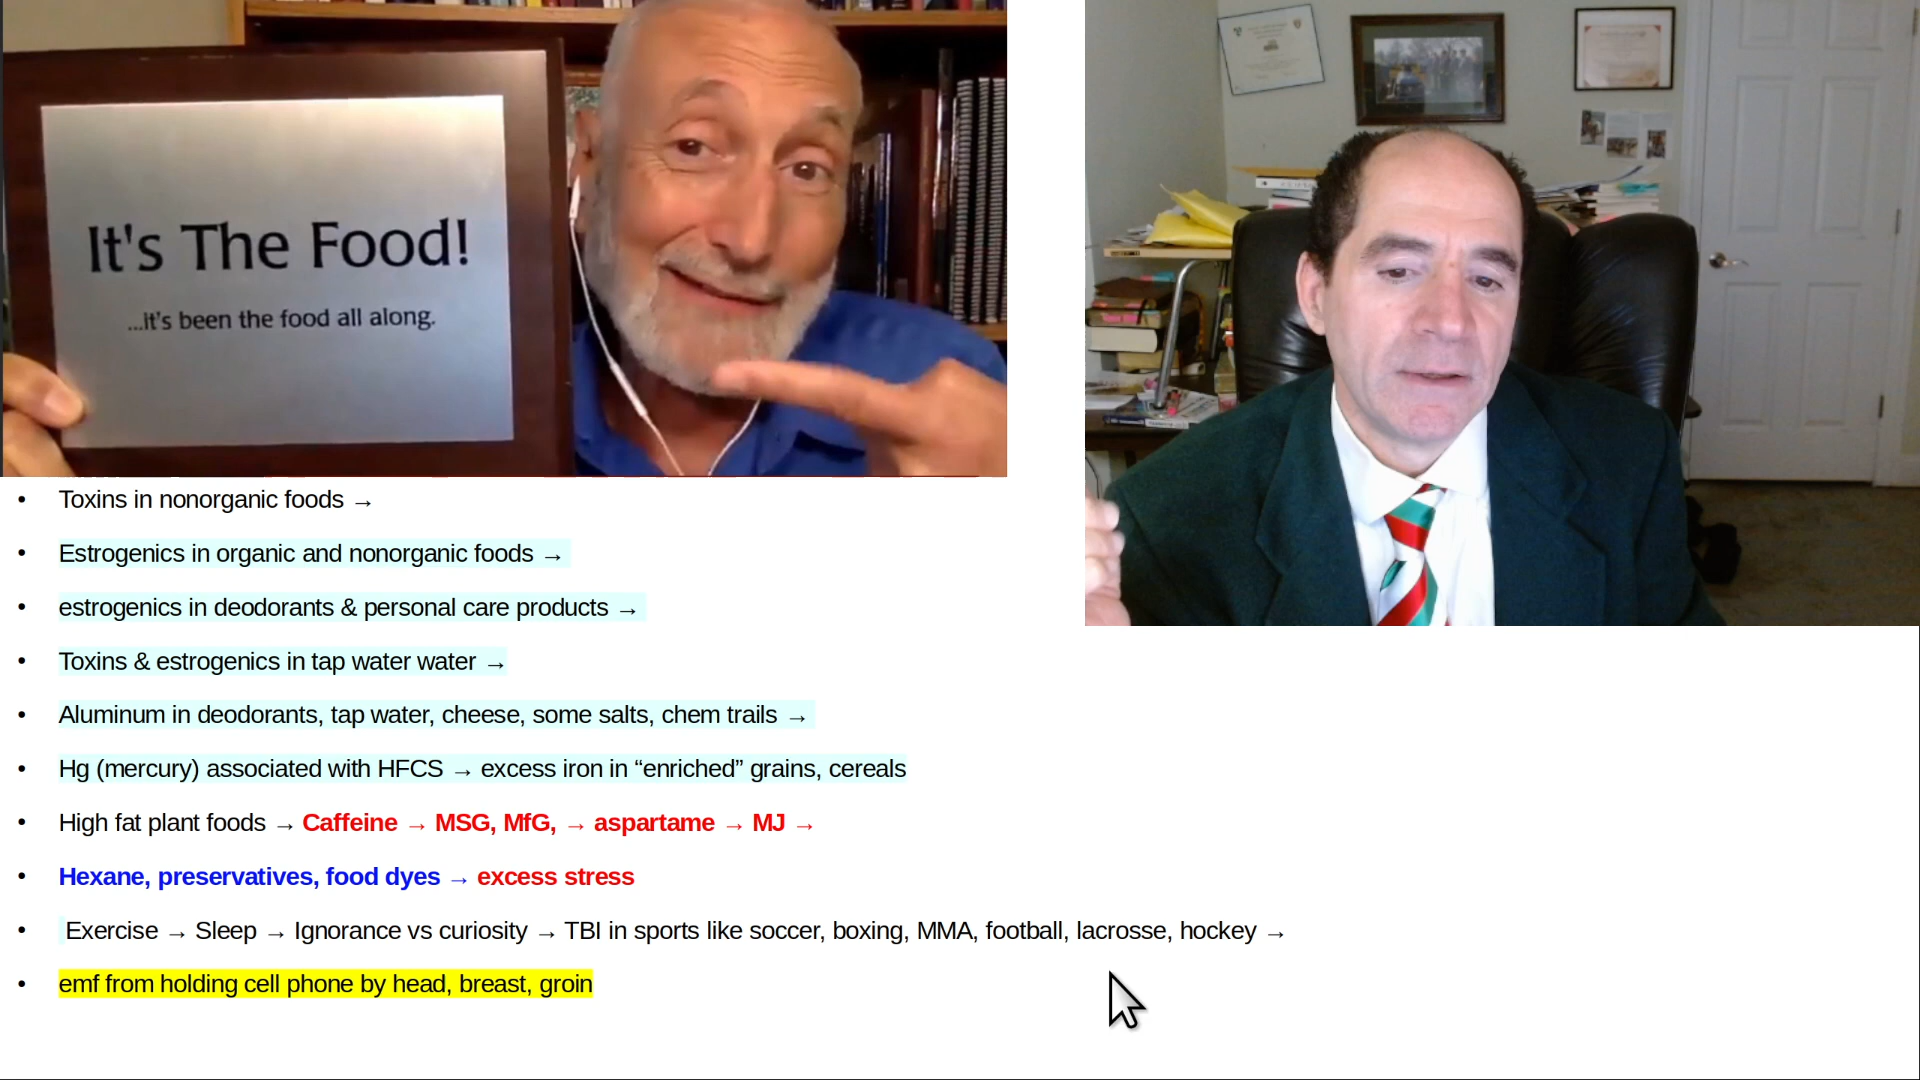 It's The Food!
...it's been the food all along.
• Toxins in nonorganic foods →
• Estrogenics in organic and nonorganic foods →
• estrogenics in deodorants & personal care products →
• Toxins & estrogenics in tap water water →
• Aluminum in deodorants, tap water, cheese, some salts, chem trails →
• Hg (mercury) associated with HFCS → excess iron in “enriched” grains, cereals
• High fat plant foods → Caffeine → MSG, MfG, → aspartame → MJ →
• Hexane, preservatives, food dyes → excess stress
• Exercise → Sleep → Ignorance vs curiosity → TBI in sports like soccer, boxing, MMA, football, lacrosse, hockey →
• emf from holding cell phone by head, breast, groin